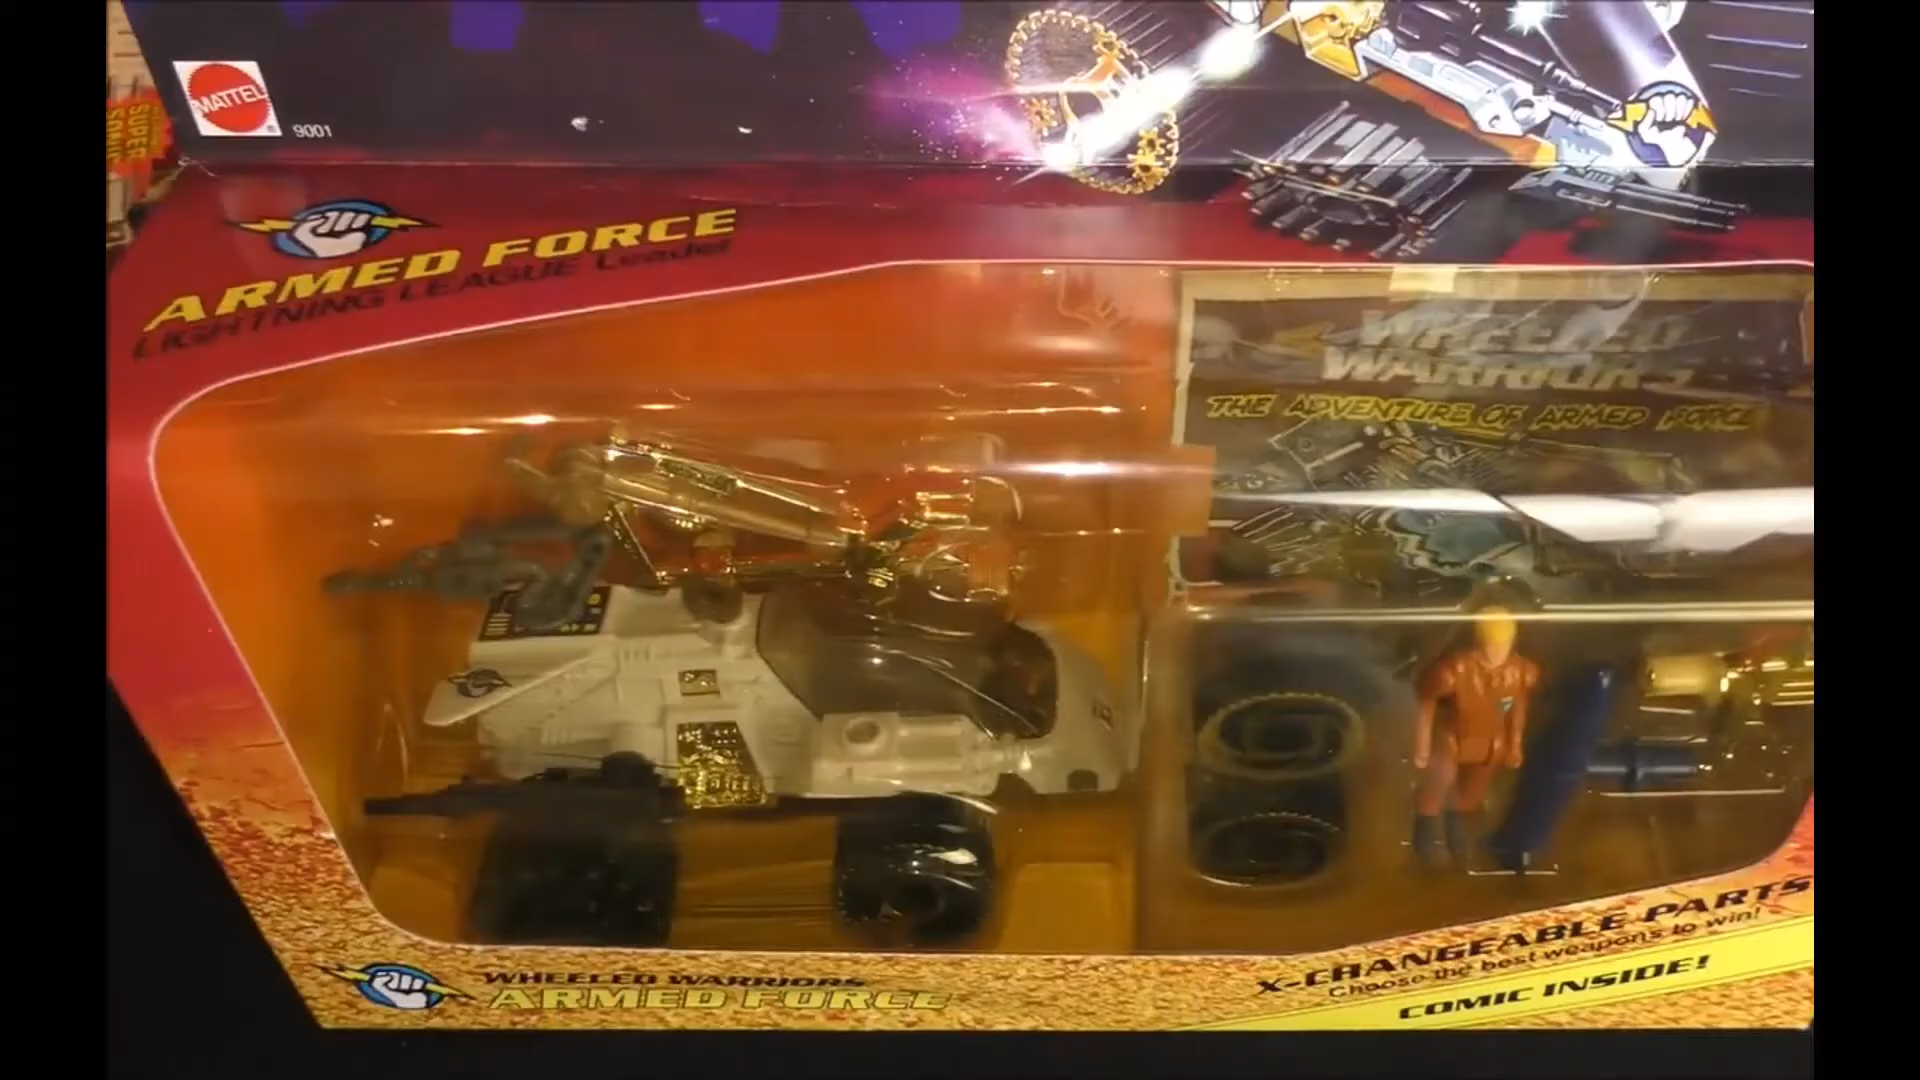 MATTEL
9001
SUPER
SONIC
ARMED FORCE
LIGHTNING LEAGUE Leader
WHEELED
WARRIORS
THE ADVENTURE OF ARMED FORCE
WHEELED WARRIORS
ARMED FORCE
X-CHANGEABLE PARTS
Choose the best weapons to win!
COMIC INSIDE!